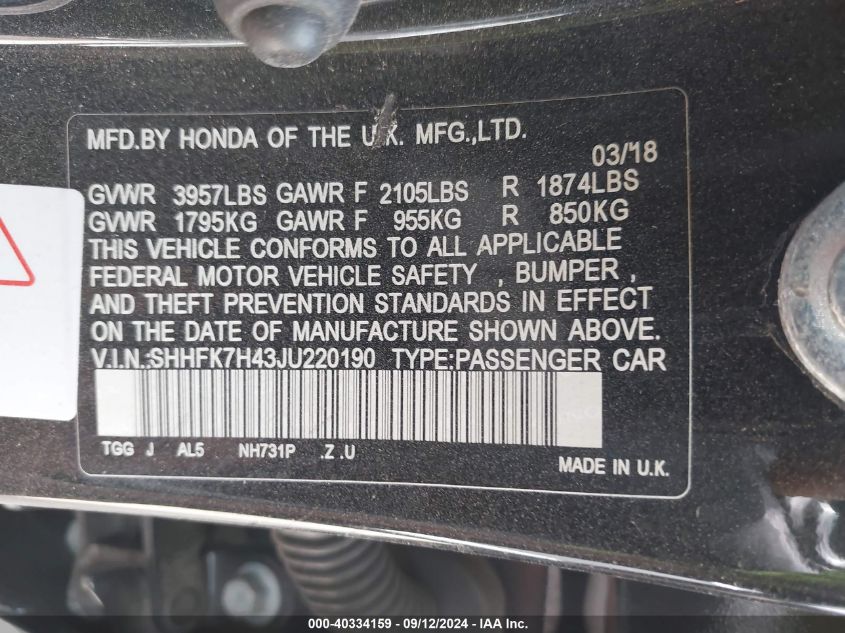 MFD.BY HONDA OF THE U.K. MFG.,LTD.
03/18
GVWR 3957LBS GAWR F 2105LBS R 1874LBS
GVWR 1795KG GAWR F 955KG R 850KG
THIS VEHICLE CONFORMS TO ALL APPLICABLE
FEDERAL MOTOR VEHICLE SAFETY , BUMPER ,
AND THEFT PREVENTION STANDARDS IN EFFECT
ON THE DATE OF MANUFACTURE SHOWN ABOVE.
V.I.N.:SHHFK7H43JU220190 TYPE:PASSENGER CAR
TGG J AL5 NH731P .Z .U
MADE IN U.K.
000-40334159 - 09/12/2024 - IAA Inc.